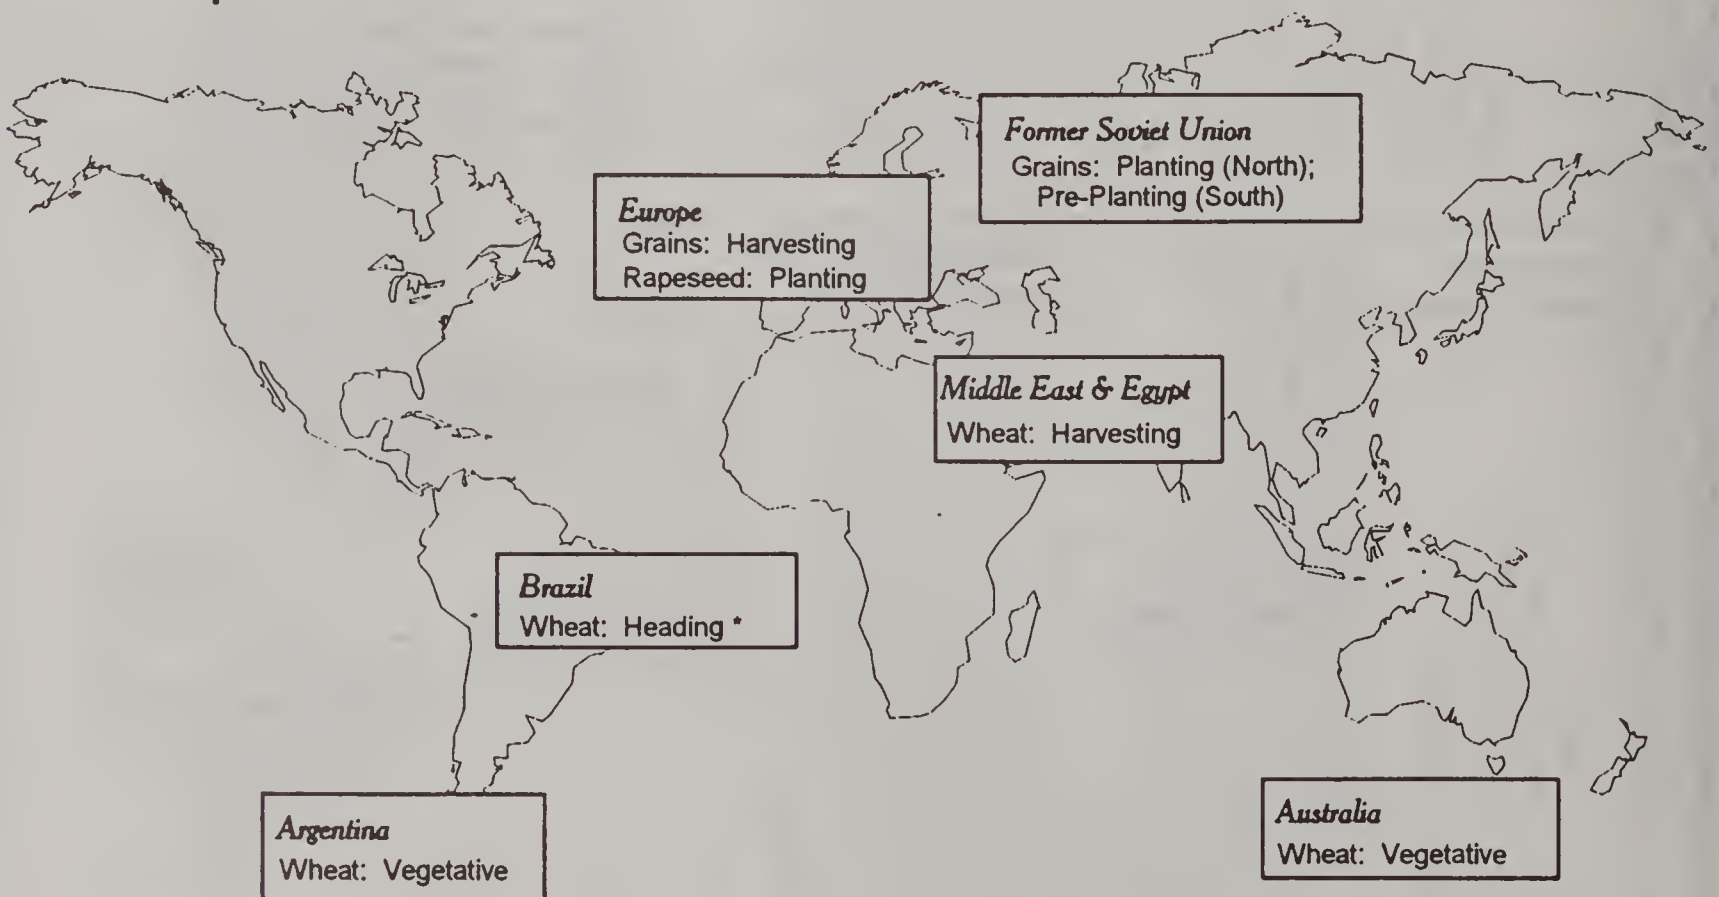 Former Soviet Union
Grains: Planting (North);
Pre-Planting (South)
Europe
Grains: Harvesting
Rapeseed: Planting
Middle East & Egypt
Wheat: Harvesting
Brazil
Wheat: Heading *
Argentina
Wheat: Vegetative
Australia
Wheat: Vegetative